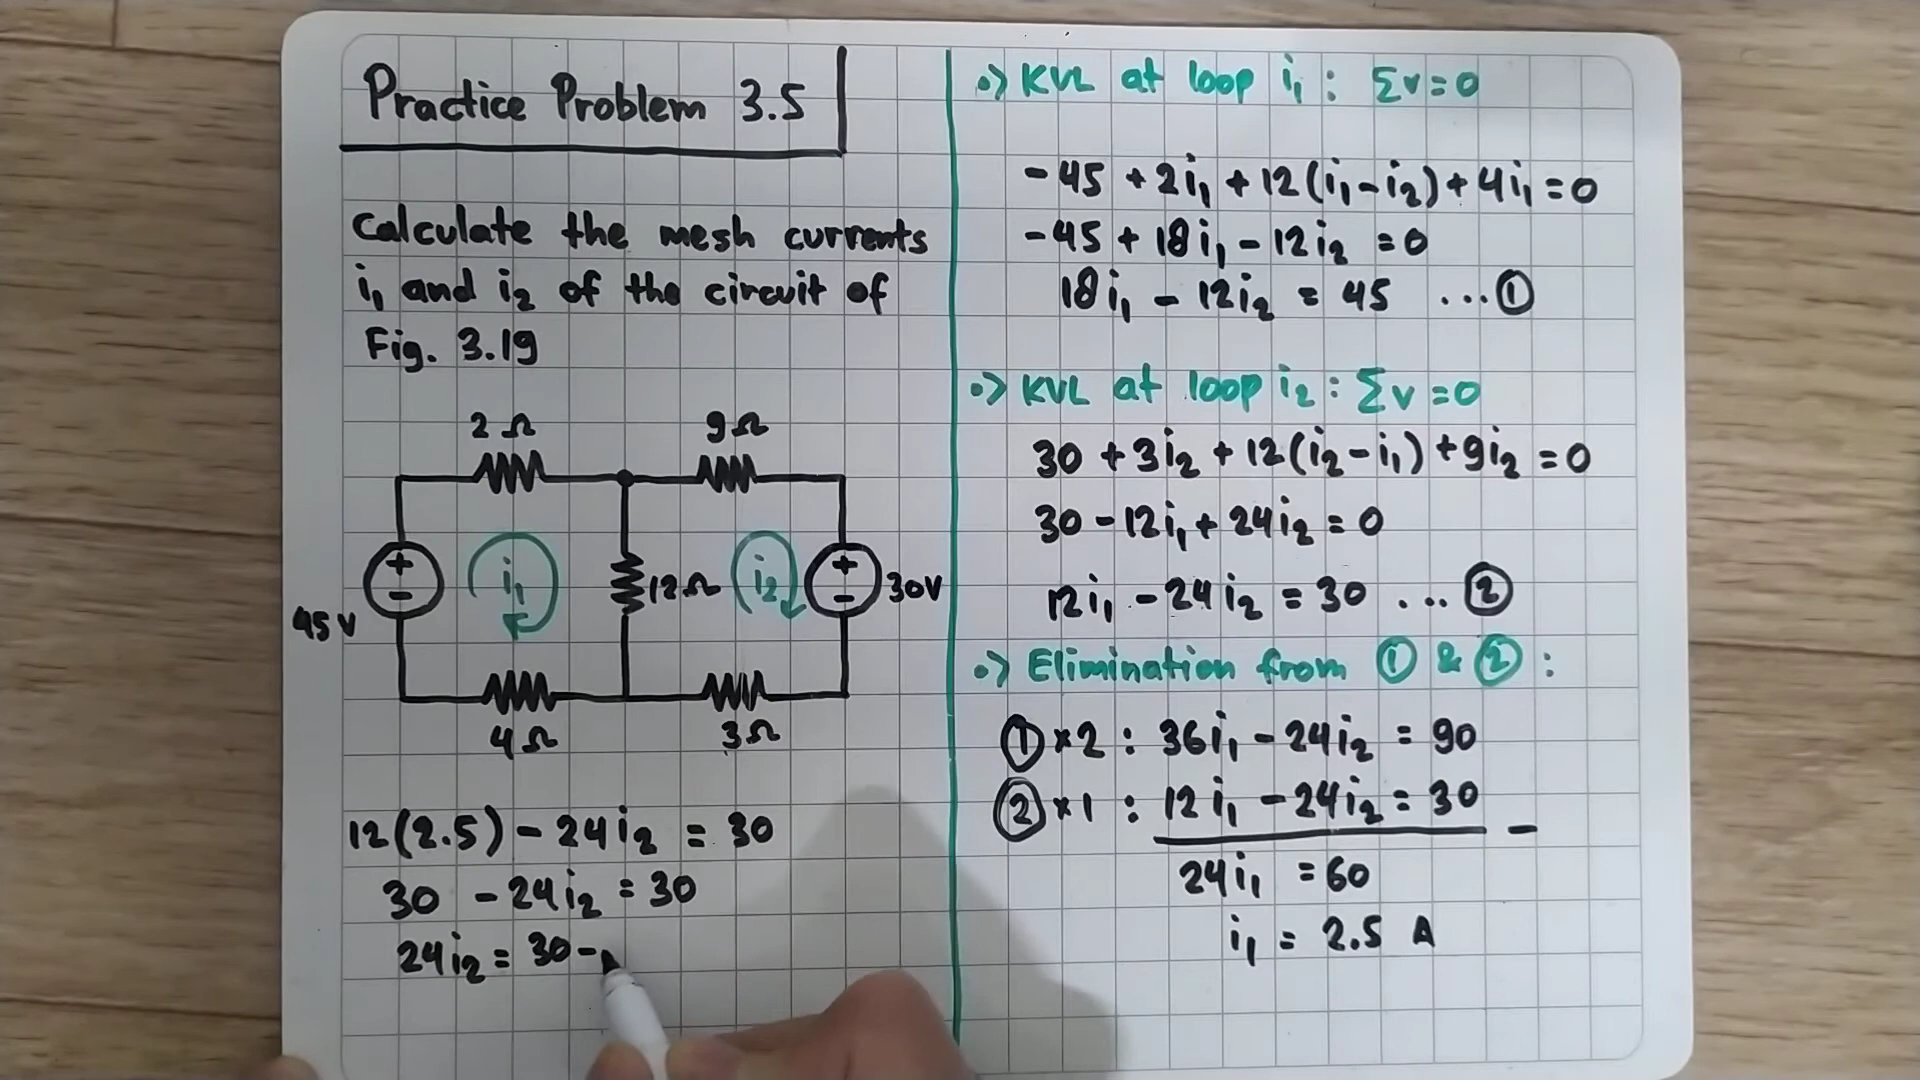 Practice Problem 3.5
Calculate the mesh currents
i₁ and i₂ of the circuit of
Fig. 3.19
2Ω
9Ω
+
-
45V
i₁
12Ω
i₂
+
-
30V
4Ω
3Ω
12(2.5) - 24i₂ = 30
30 - 24i₂ = 30
24i₂ = 30 -
•> KVL at loop i₁ : Σv=0
-45 + 2i₁ + 12(i₁-i₂) + 4i₁ = 0
-45 + 18i₁ - 12i₂ = 0
18i₁ - 12i₂ = 45 ...①
•> KVL at loop i₂ : Σv=0
30 + 3i₂ + 12(i₂-i₁) + 9i₂ = 0
30 - 12i₁ + 24i₂ = 0
12i₁ - 24i₂ = 30 ...②
•> Elimination from ① & ② :
①×2 : 36i₁ - 24i₂ = 90
②×1 : 12i₁ - 24i₂ = 30 -
24i₁ = 60
i₁ = 2.5 A